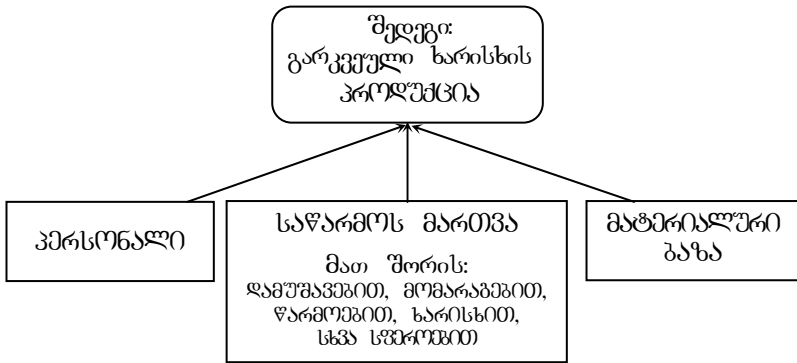 შედეგი:
გარკვეული ხარისხის
პროდუქცია
პერსონალი
საწარმოს მართვა
მათ შორის:
დამუშავებით, მომარაგებით,
წარმოებით, ხარისხით,
სხვა სფეროებით
მატერიალური
ბაზა